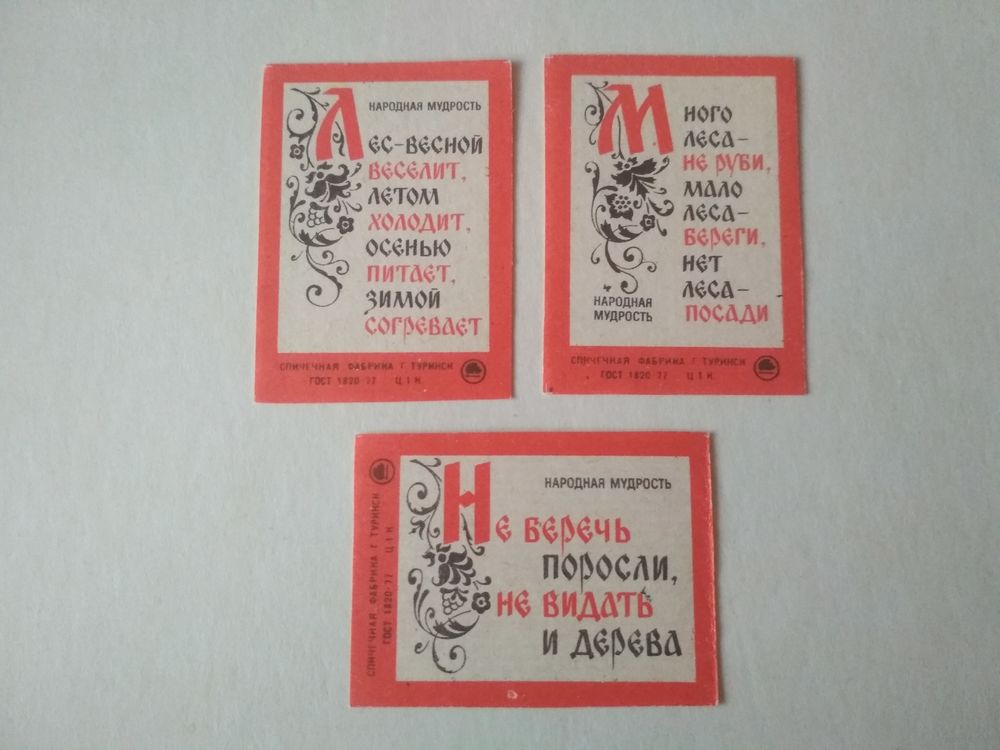 НАРОДНАЯ МУДРОСТЬ
ЛЕС-ВЕСНОЙ
ВЕСЕЛИТ,
ЛЕТОМ
ХОЛОДИТ,
ОСЕНЬЮ
ПИТАЕТ,
ЗИМОЙ
СОГРЕВАЕТ
СПИЧЕЧНАЯ ФАБРИКА Г. ТУРИНСК
ГОСТ 1820-77 Ц. 1 К.
МНОГО
ЛЕСА-
НЕ РУБИ,
МАЛО
ЛЕСА-
БЕРЕГИ,
НЕТ
ЛЕСА-
ПОСАДИ
НАРОДНАЯ
МУДРОСТЬ
СПИЧЕЧНАЯ ФАБРИКА Г. ТУРИНСК
ГОСТ 1820-77 Ц. 1 К.
НАРОДНАЯ МУДРОСТЬ
НЕ БЕРЕЧЬ
ПОРОСЛИ,
НЕ ВИДАТЬ
И ДЕРЕВА
СПИЧЕЧНАЯ ФАБРИКА Г. ТУРИНСК
ГОСТ 1820-77 Ц. 1 К.